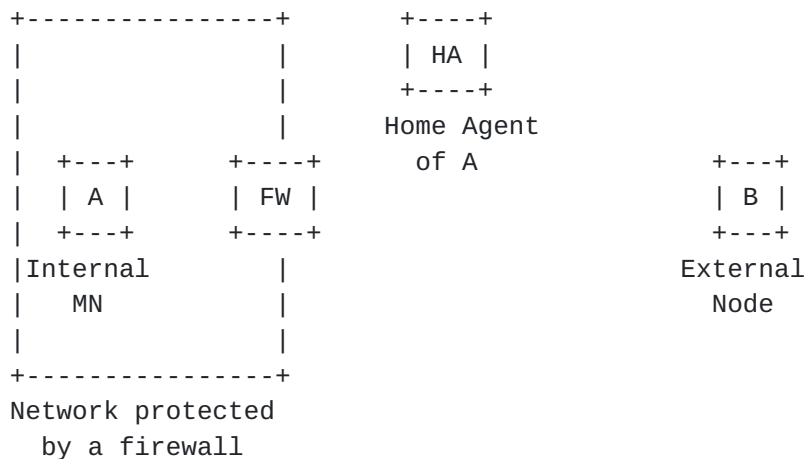 +----------------+       +----+
|                |       | HA |
|                |       +----+
|                |      Home Agent
|  +---+      +----+      of A               +---+
|  | A |      | FW |                         | B |
|  +---+      +----+                         +---+
|Internal        |                         External
|   MN           |                           Node
|                |
+----------------+
Network protected
  by a firewall